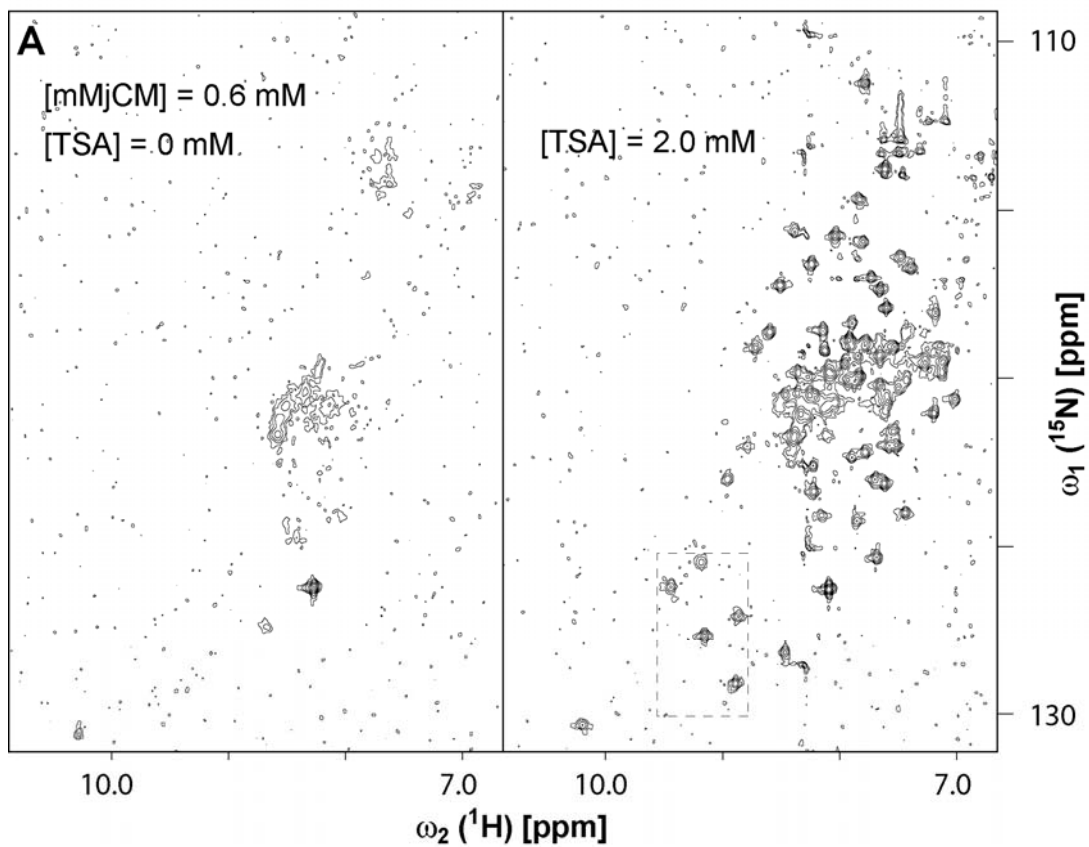 A
[mMjCM] = 0.6 mM
[TSA] = 0 mM
[TSA] = 2.0 mM
110
130
ω1 (15N) [ppm]
10.0 7.0 10.0 7.0
ω2 (1H) [ppm]